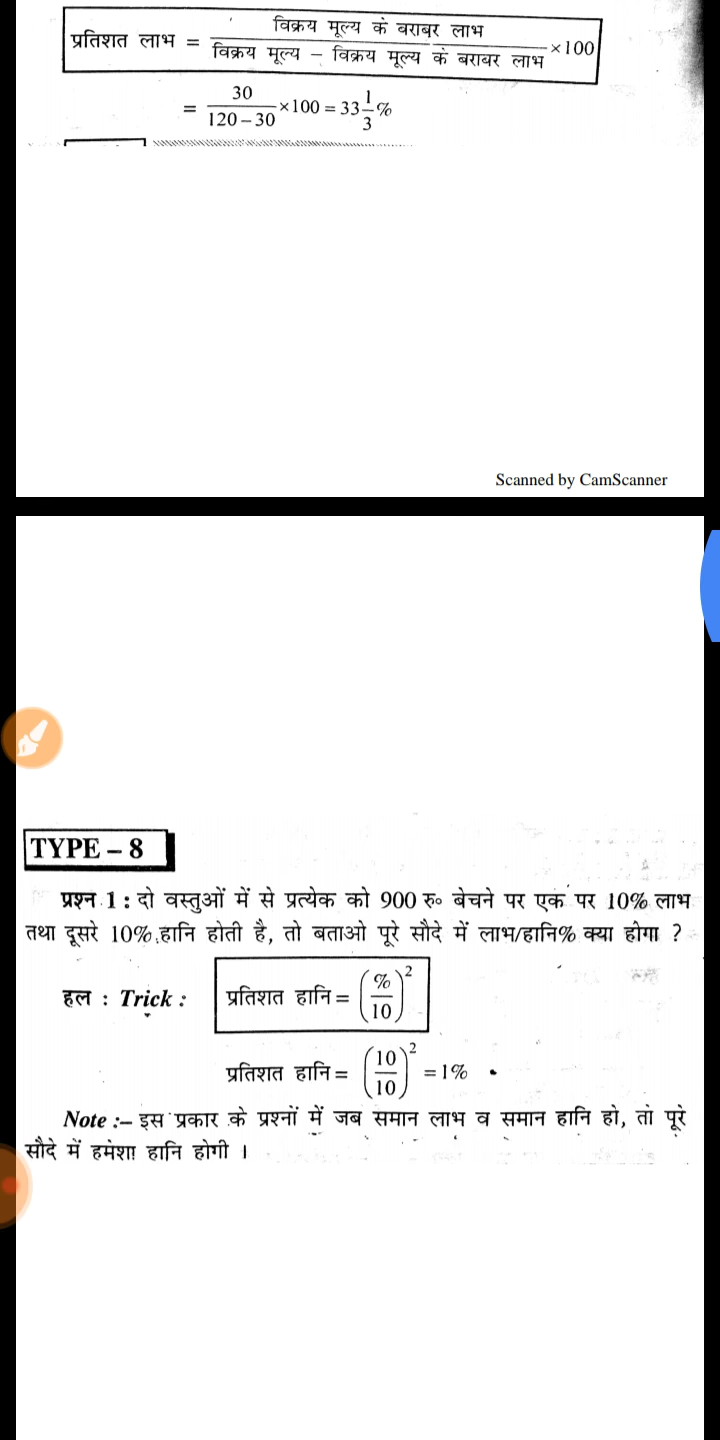 प्रतिशत लाभ = विक्रय मूल्य के बराबर लाभ / विक्रय मूल्य – विक्रय मूल्य के बराबर लाभ ×100
= 30 / 120 – 30 ×100 = 33 1/3 %
Scanned by CamScanner
TYPE – 8
प्रश्न 1 : दो वस्तुओं में से प्रत्येक को 900 रु० बेचने पर एक पर 10% लाभ
तथा दूसरे 10% हानि होती है, तो बताओ पूरे सौदे में लाभ/हानि% क्या होगा ?
हल : Trick : प्रतिशत हानि = (% / 10)²
प्रतिशत हानि = (10 / 10)² = 1%
Note :– इस प्रकार के प्रश्नों में जब समान लाभ व समान हानि हो, तो पूरे
सौदे में हमेशा हानि होगी ।